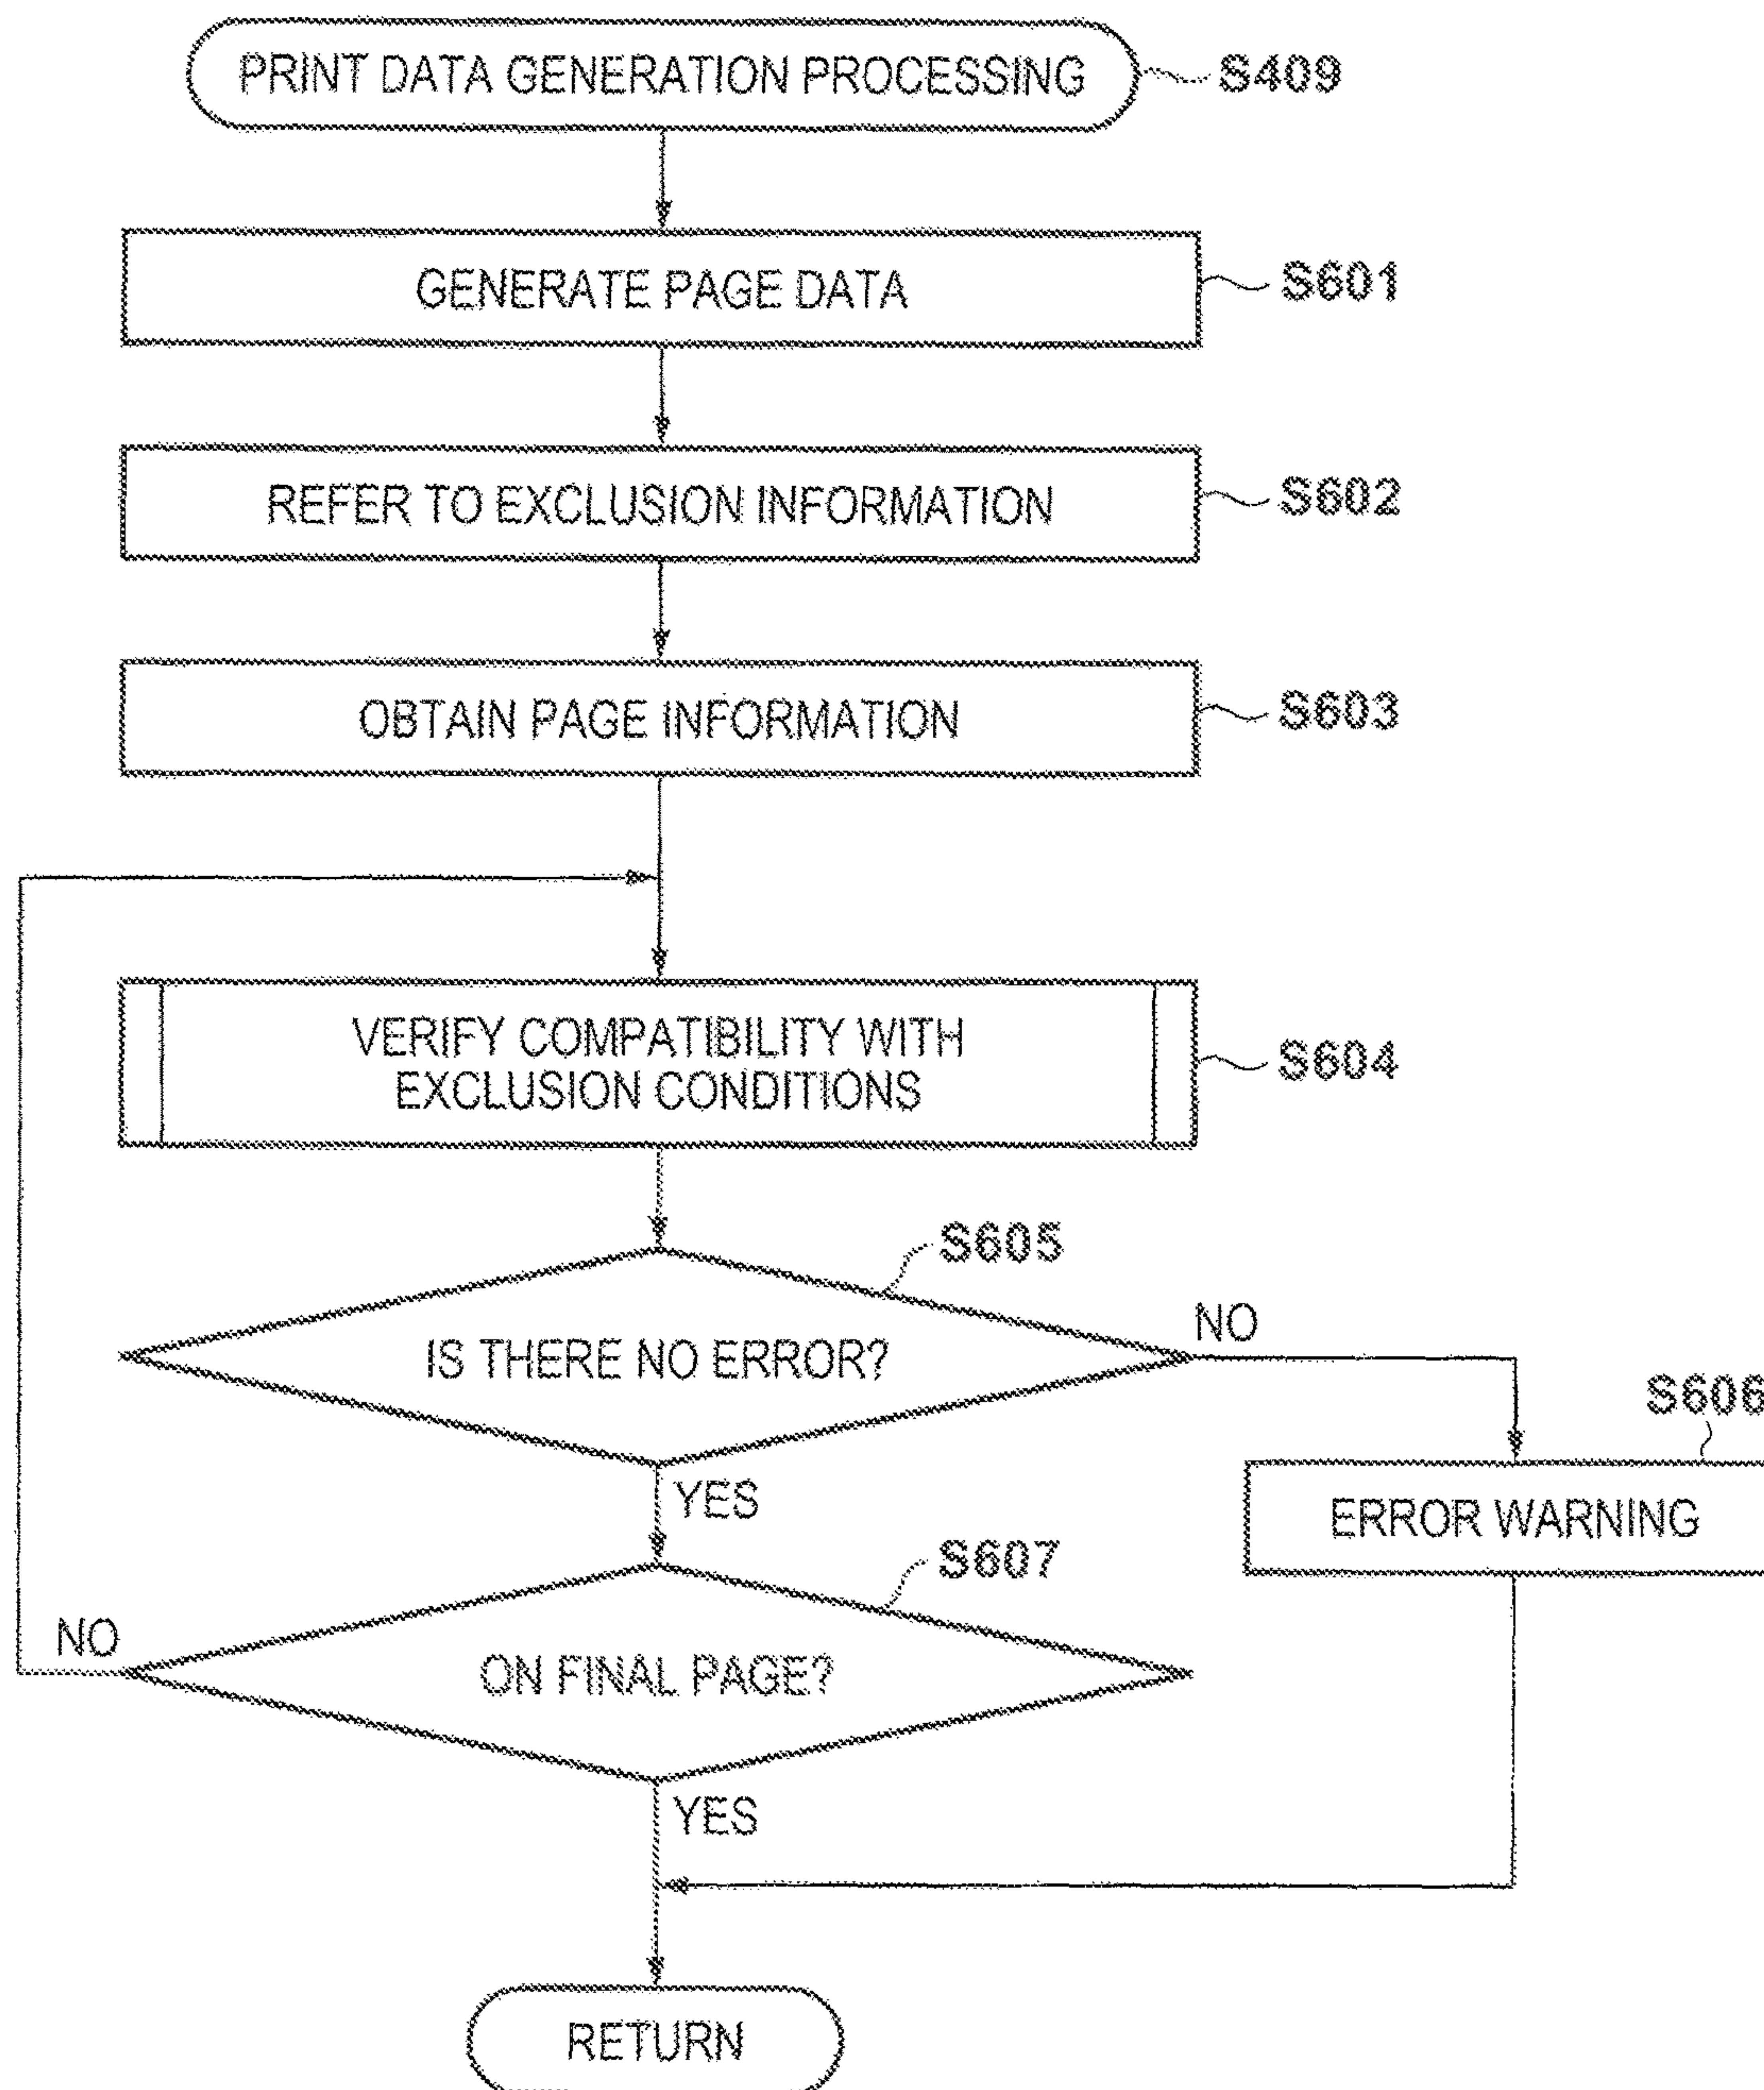 PRINT DATA GENERATION PROCESSING
S409
GENERATE PAGE DATA
S601
REFER TO EXCLUSION INFORMATION
S602
OBTAIN PAGE INFORMATION
S603
VERIFY COMPATIBILITY WITH
EXCLUSION CONDITIONS
S604
S605
IS THERE NO ERROR?
NO
S606
YES
ERROR WARNING
S607
NO
ON FINAL PAGE?
YES
RETURN